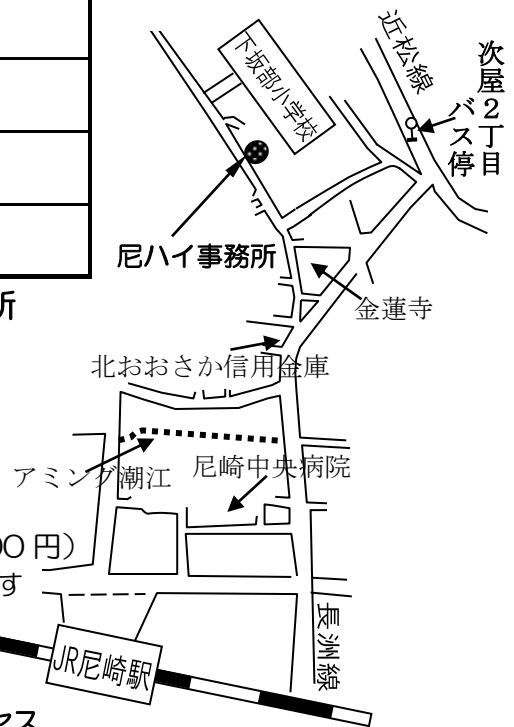 近松線
次屋2丁目
バス停
下坂部小学校
尼ハイ事務所
所
金蓮寺
北おおさか信用金庫
アミング潮江
尼崎中央病院
00円)
す
長洲線
JR尼崎駅
セス